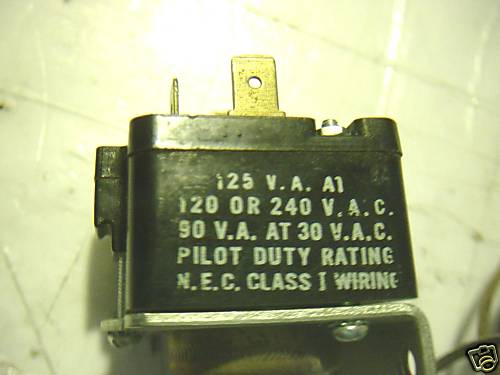 125 V.A. AT
120 OR 240 V.A.C.
90 V.A. AT 30 V.A.C.
PILOT DUTY RATING
N.E.C. CLASS I WIRING